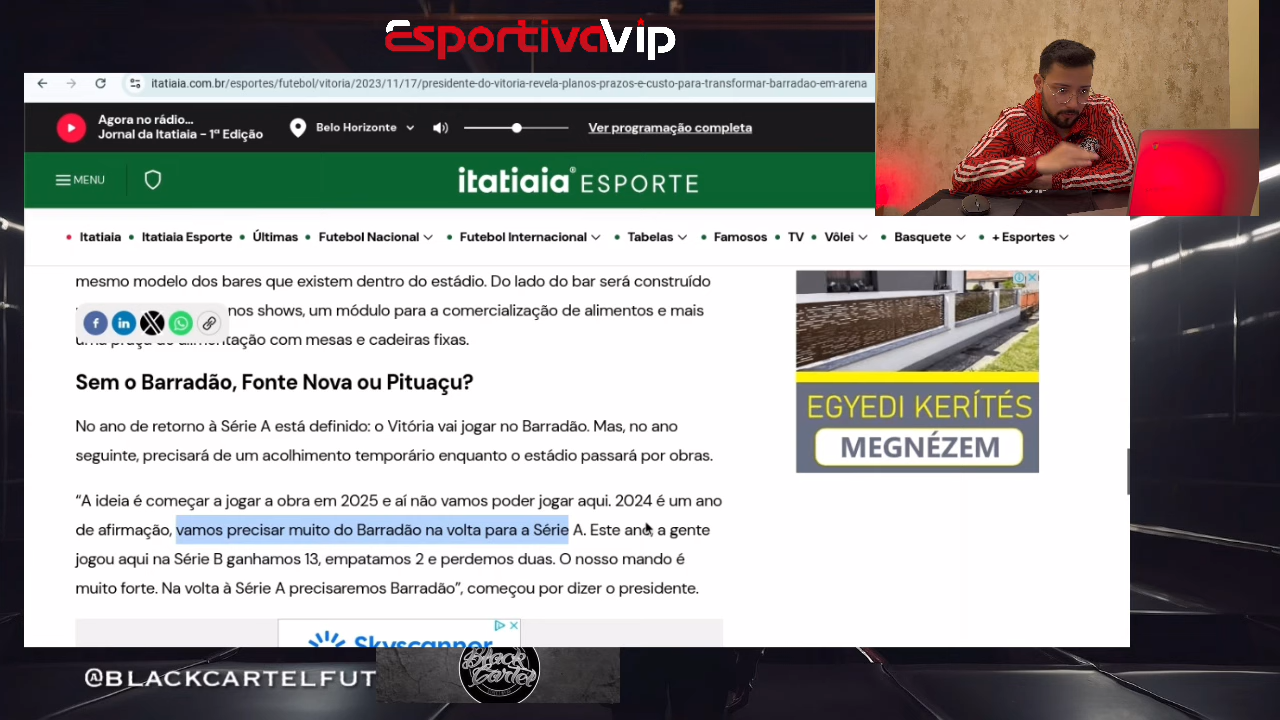 EsportivaVip
itatiaia.com.br/esportes/futebol/vitoria/2023/11/17/presidente-do-vitoria-revela-planos-prazos-e-custo-para-transformar-barradao-em-arena
Agora no rádio...
Jornal da Itatiaia - 1ª Edição
Belo Horizonte
Ver programação completa
MENU
itatiaia ESPORTE
Itatiaia
Itatiaia Esporte
Últimas
Futebol Nacional
Futebol Internacional
Tabelas
Famosos
TV
Vôlei
Basquete
+ Esportes
mesmo modelo dos bares que existem dentro do estádio. Do lado do bar será construído
nos shows, um módulo para a comercialização de alimentos e mais
uma praça de alimentação com mesas e cadeiras fixas.
Sem o Barradão, Fonte Nova ou Pituaçu?
No ano de retorno à Série A está definido: o Vitória vai jogar no Barradão. Mas, no ano
seguinte, precisará de um acolhimento temporário enquanto o estádio passará por obras.
“A ideia é começar a jogar a obra em 2025 e aí não vamos poder jogar aqui. 2024 é um ano
de afirmação, vamos precisar muito do Barradão na volta para a Série A. Este ano, a gente
jogou aqui na Série B ganhamos 13, empatamos 2 e perdemos duas. O nosso mando é
muito forte. Na volta à Série A precisaremos Barradão”, começou por dizer o presidente.
EGYEDI KERÍTÉS
MEGNÉZEM
Skyscanner
@BLACKCARTELFUT
Black
Cartel